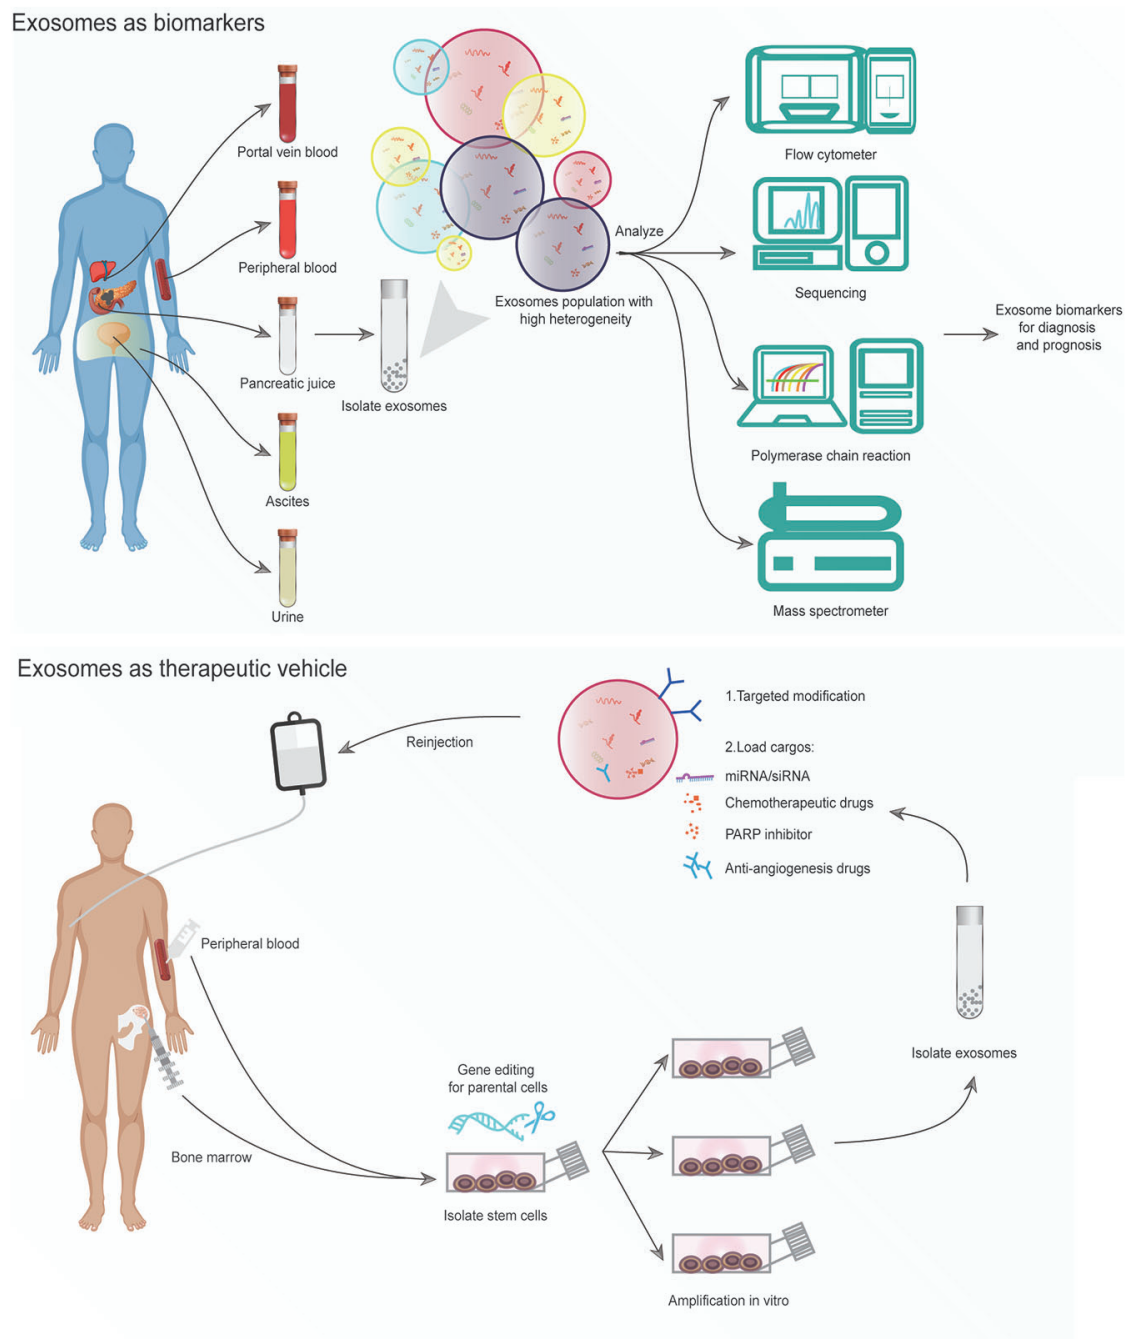 Exosomes as biomarkers
Portal vein blood
Peripheral blood
Pancreatic juice
Ascites
Urine
Isolate exosomes
Exosomes population with
high heterogeneity
Analyze
Flow cytometer
Sequencing
Polymerase chain reaction
Mass spectrometer
Exosome biomarkers
for diagnosis
and prognosis
Exosomes as therapeutic vehicle
Reinjection
1.Targeted modification
2.Load cargos:
miRNA/siRNA
Chemotherapeutic drugs
PARP inhibitor
Anti-angiogenesis drugs
Peripheral blood
Bone marrow
Gene editing
for parental cells
Isolate stem cells
Amplification in vitro
Isolate exosomes